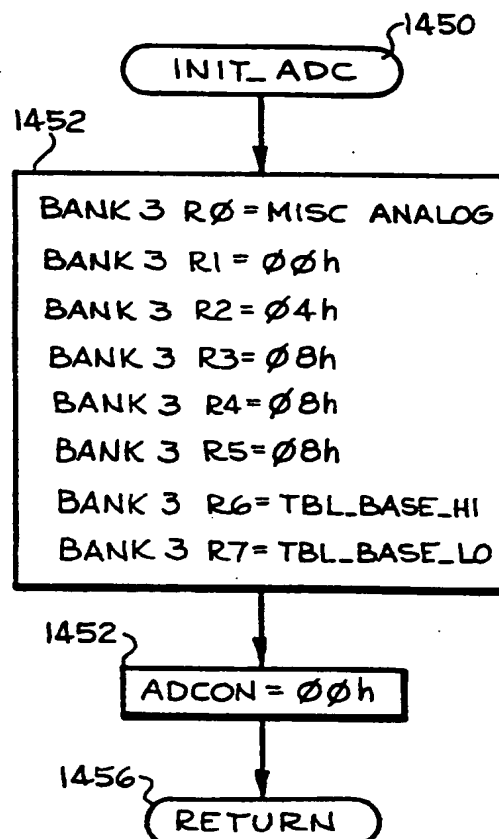 1450
INIT_ADC
1452
BANK 3 RØ = MISC ANALOG
BANK 3 R1 = ØØh
BANK 3 R2 = Ø4h
BANK 3 R3 = Ø8h
BANK 3 R4 = Ø8h
BANK 3 R5 = Ø8h
BANK 3 R6 = TBL_BASE_HI
BANK 3 R7 = TBL_BASE_LO
1452
ADCON = ØØh
1456
RETURN